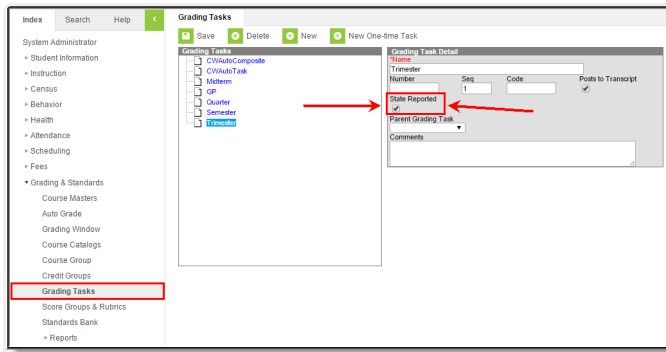 Index Search Help
Grading Tasks
Save Delete New New One-time Task
System Administrator
Student Information
Instruction
Census
Behavior
Health
Attendance
Scheduling
Fees
Grading & Standards
Course Masters
Auto Grade
Grading Window
Course Catalogs
Course Group
Credit Groups
Grading Tasks
Score Groups & Rubrics
Standards Bank
Reports
Grading Tasks
CWAutoComposite
CWAutoTask
Midterm
GP
Quarter
Semester
Trimester
Grading Task Detail
*Name
Trimester
Number Seq Code Posts to Transcript
1
State Reported
Parent Grading Task
Comments